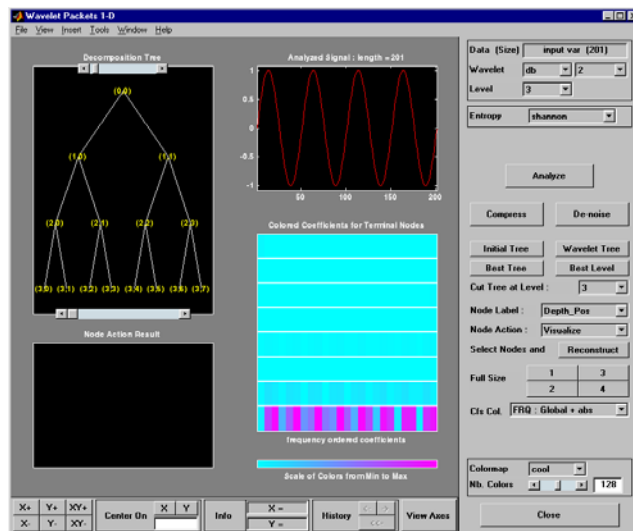 Wavelet Packets 1-D
File View Insert Tools Window Help
Decomposition Tree
(0,0)
(1,0) (1,1)
(2,0) (2,1) (2,2) (2,3)
(3,0) (3,1) (3,2) (3,3) (3,4) (3,5) (3,6) (3,7)
Node Action Result
Analyzed Signal : length = 201
1
0.5
0
-0.5
-1
50 100 150 200
Colored Coefficients for Terminal Nodes
frequency ordered coefficients
Scale of Colors from Min to Max
Data (Size) input var (201)
Wavelet db 2
Level 3
Entropy shannon
Analyze
Compress De-noise
Initial Tree Wavelet Tree
Best Tree Best Level
Cut Tree at Level : 3
Node Label : Depth_Pos
Node Action : Visualize
Select Nodes and Reconstruct
Full Size 1 3
2 4
Cfs Col. FRQ : Global + abs
Colormap cool
Nb. Colors 128
Close
X+ Y+ XY+
X- Y- XY-
Center On X Y
Info X =
Y =
History <- ->
<<-
View Axes